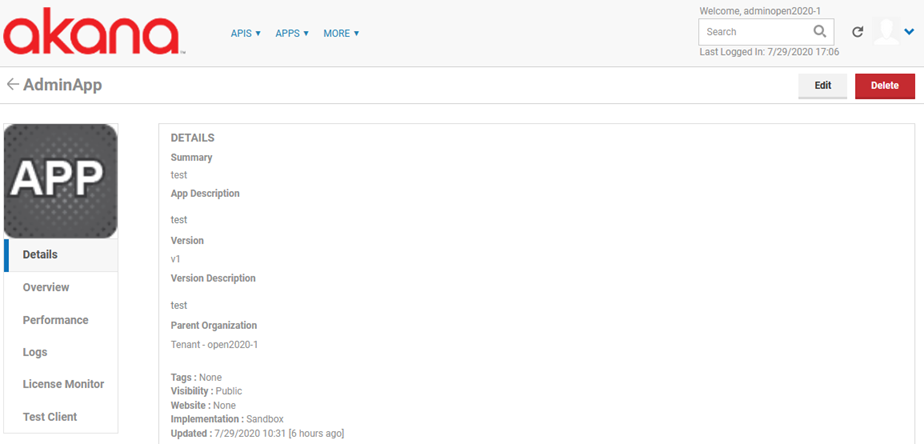 Welcome, adminopen2020-1
akana
APIS
APPS
MORE
Search
Last Logged In: 7/29/2020 17:06
AdminApp
Edit
Delete
APP
Details
Overview
Performance
Logs
License Monitor
Test Client
DETAILS
Summary
test
App Description
test
Version
v1
Version Description
test
Parent Organization
Tenant - open2020-1
Tags : None
Visibility : Public
Website : None
Implementation : Sandbox
Updated : 7/29/2020 10:31 [6 hours ago]